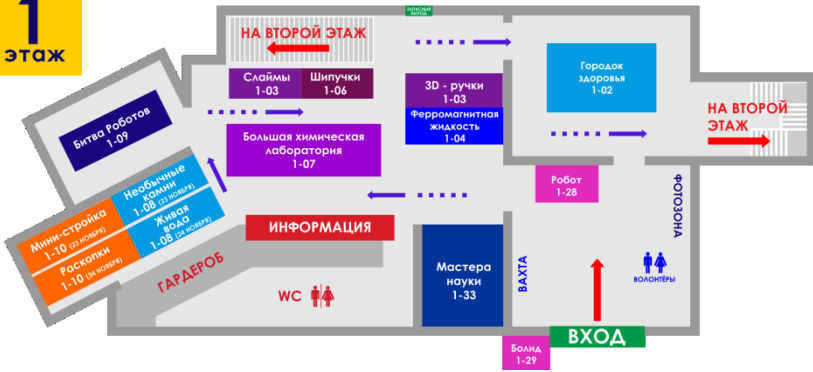 1
этаж
ЗАПАСНЫЙ
ВЫХОД
НА ВТОРОЙ ЭТАЖ
Слаймы
1-03
Шипучки
1-06
3D - ручки
1-03
Ферромагнитная
жидкость
1-04
Городок
здоровья
1-02
НА ВТОРОЙ
ЭТАЖ
Битва Роботов
1-09
Большая химическая
лаборатория
1-07
Необычные
камни
1-08 (23 НОЯБРЯ)
Живая
вода
1-08 (24 НОЯБРЯ)
Мини-стройка
1-10 (23 НОЯБРЯ)
Раскопки
1-10 (24 НОЯБРЯ)
Робот
1-28
ФОТОЗОНА
ИНФОРМАЦИЯ
ГАРДЕРОБ
WC
Мастера
науки
1-33
ВАХТА
ВОЛОНТЁРЫ
ВХОД
Болид
1-29